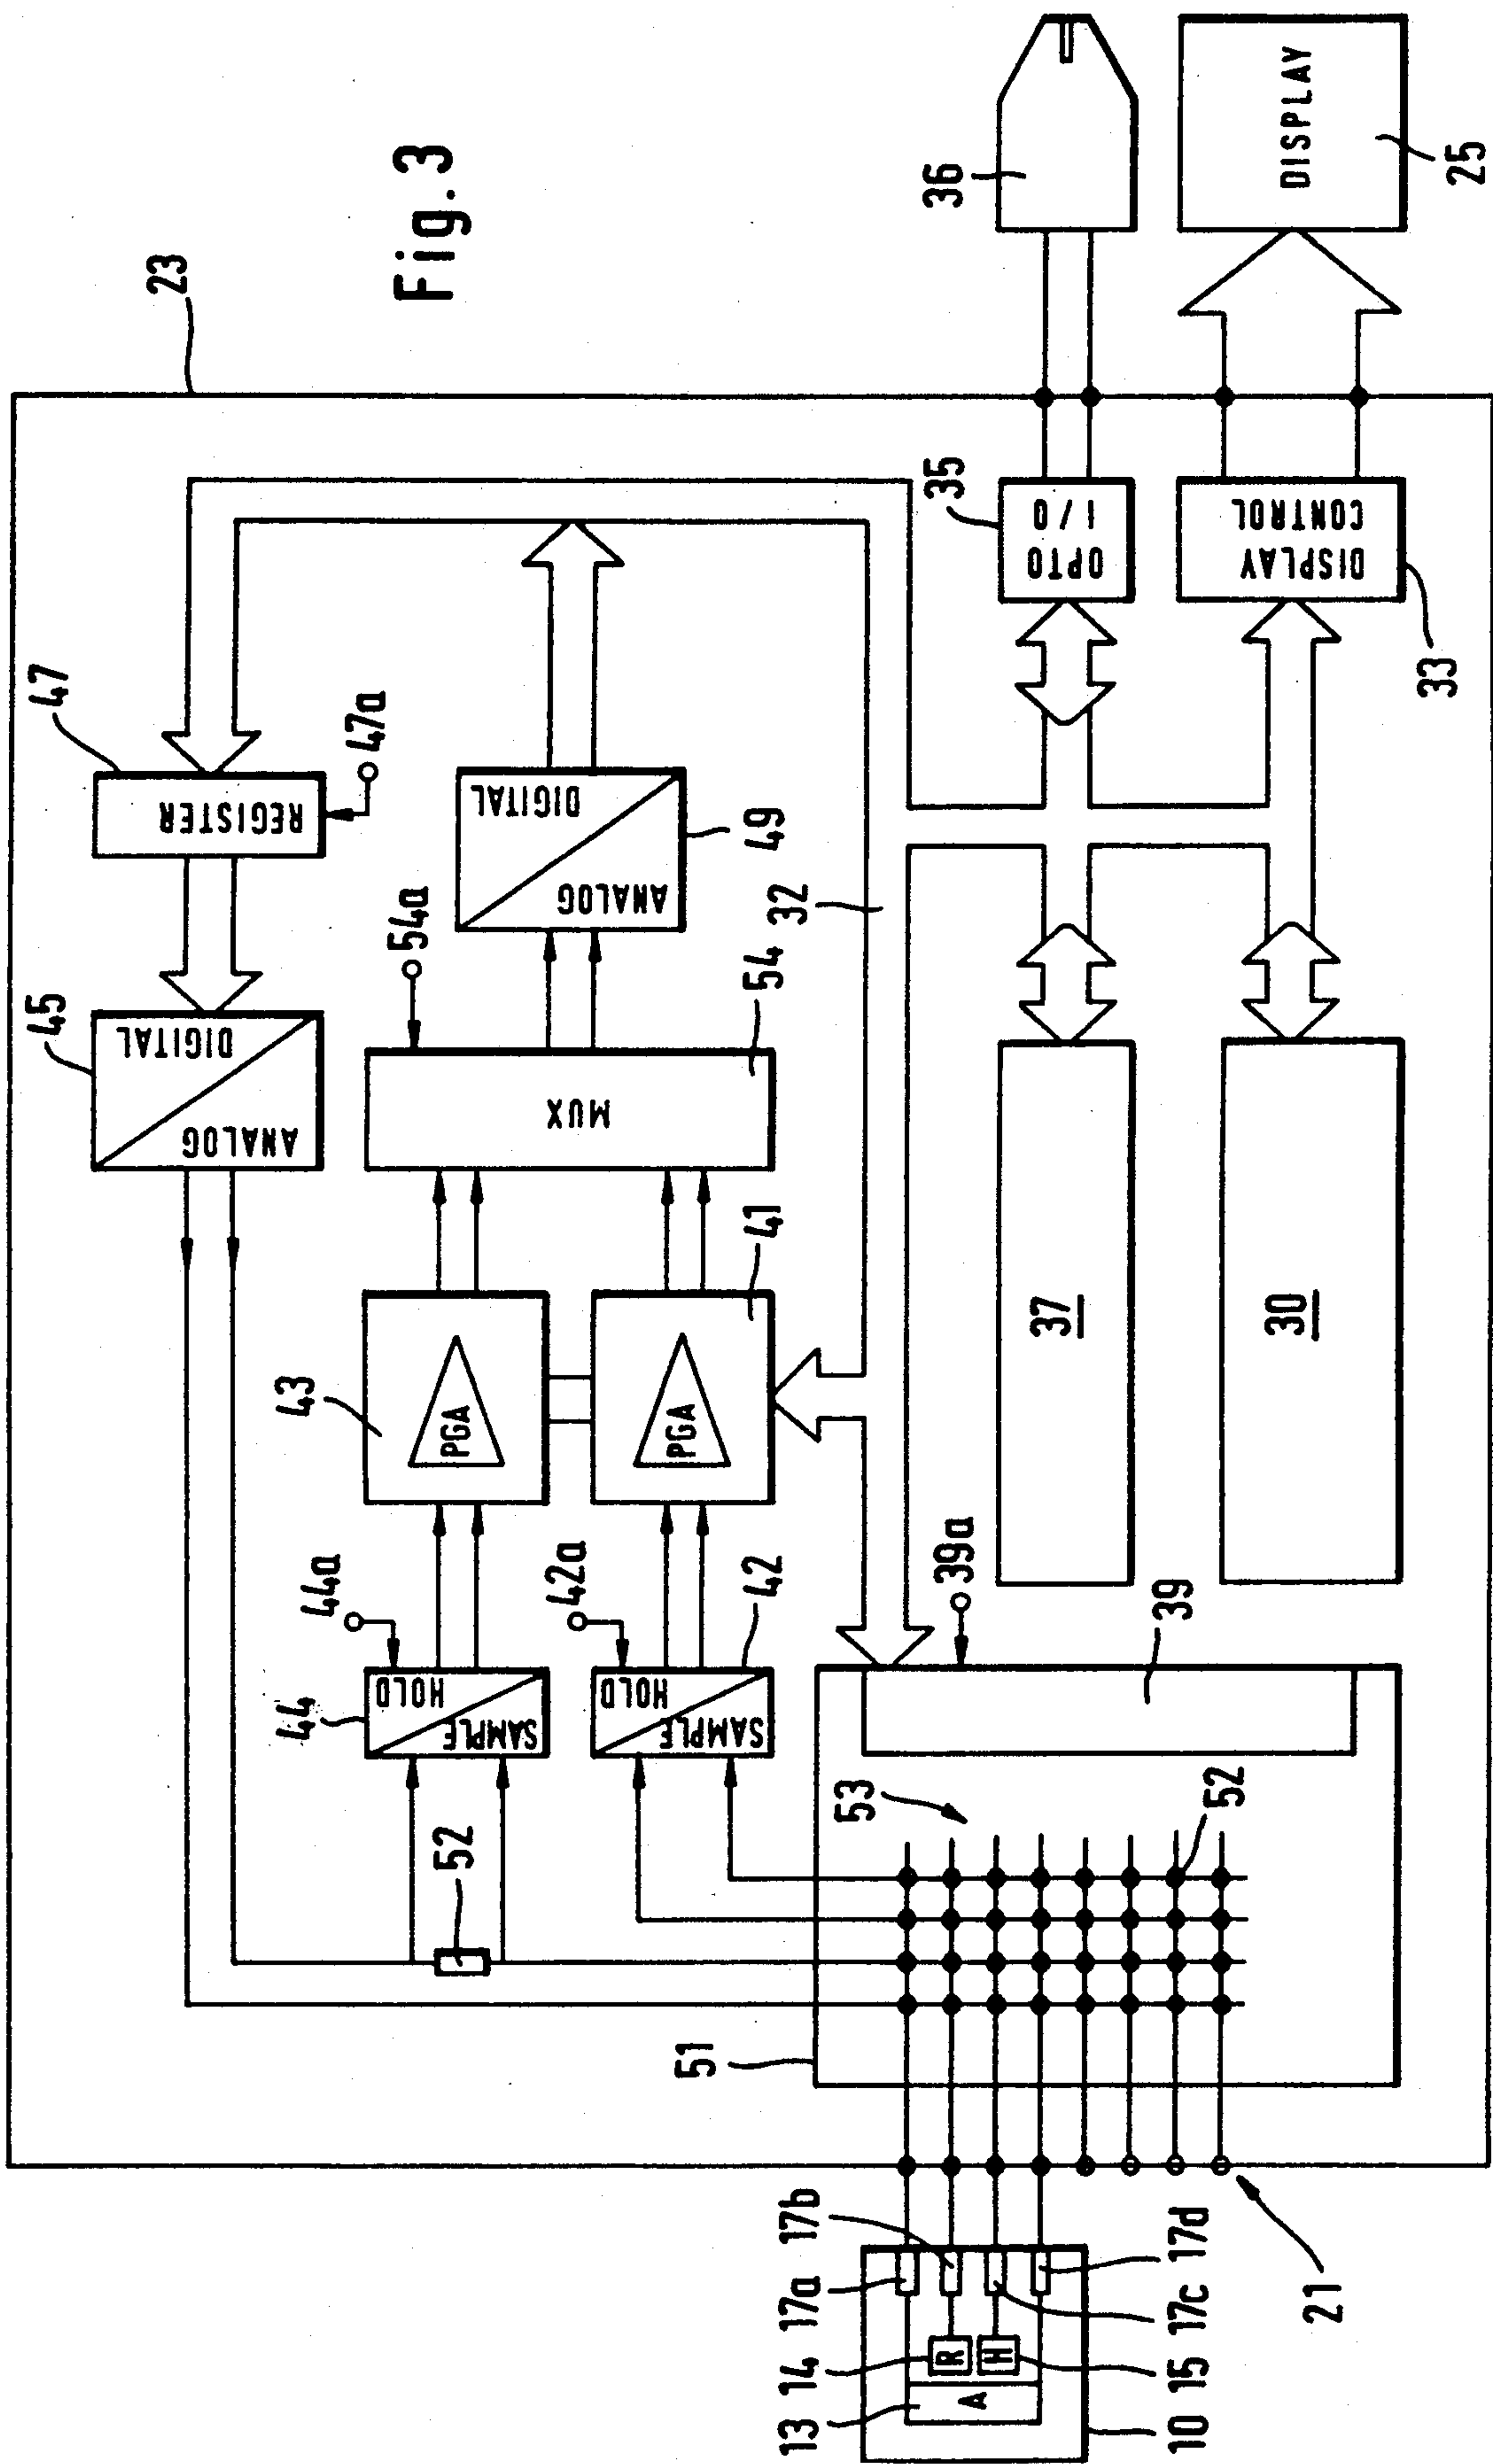 Fig. 3
23
47
REGISTER
47a
45
DIGITAL
ANALOG
DIGITAL
ANALOG
49
54a
54
MUX
32
43
PGA
41
PGA
44a
44
HOLD
SAMPLE
42a
42
HOLD
SAMPLE
52
36
35
OPTO
I/O
DISPLAY
25
DISPLAY
CONTROL
33
37
30
39a
39
53
52
51
17a
17b
17c
17d
14
R
H
13
A
15
10
21